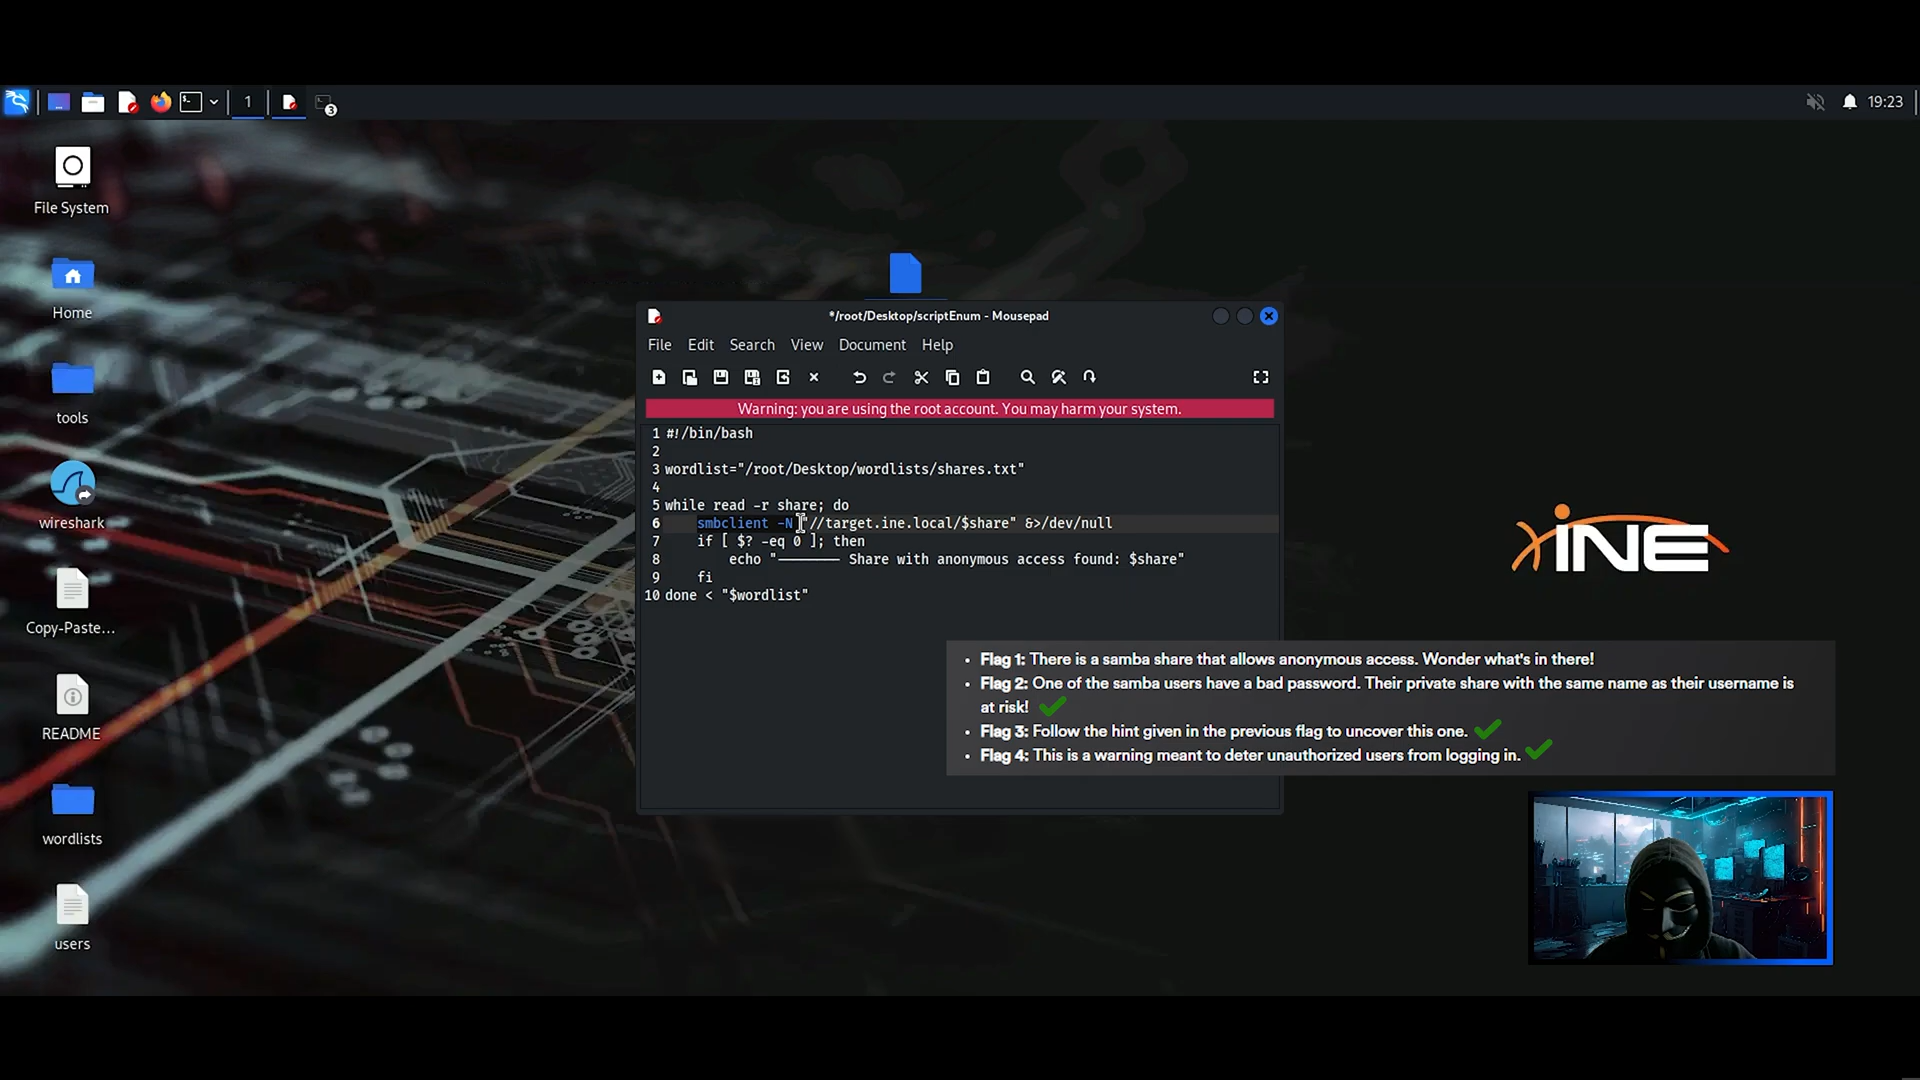 1
3
19:23
File System
Home
tools
wireshark
Copy-Paste...
README
wordlists
users
*/root/Desktop/scriptEnum - Mousepad
File Edit Search View Document Help
Warning: you are using the root account. You may harm your system.
1 #!/bin/bash
2
3 wordlist="/root/Desktop/wordlists/shares.txt"
4
5 while read -r share; do
6 smbclient -N "//target.ine.local/$share" &>/dev/null
7 if [ $? -eq 0 ]; then
8 echo "──────── Share with anonymous access found: $share"
9 fi
10 done < "$wordlist"
INE
• Flag 1: There is a samba share that allows anonymous access. Wonder what's in there!
• Flag 2: One of the samba users have a bad password. Their private share with the same name as their username is
at risk!
• Flag 3: Follow the hint given in the previous flag to uncover this one.
• Flag 4: This is a warning meant to deter unauthorized users from logging in.